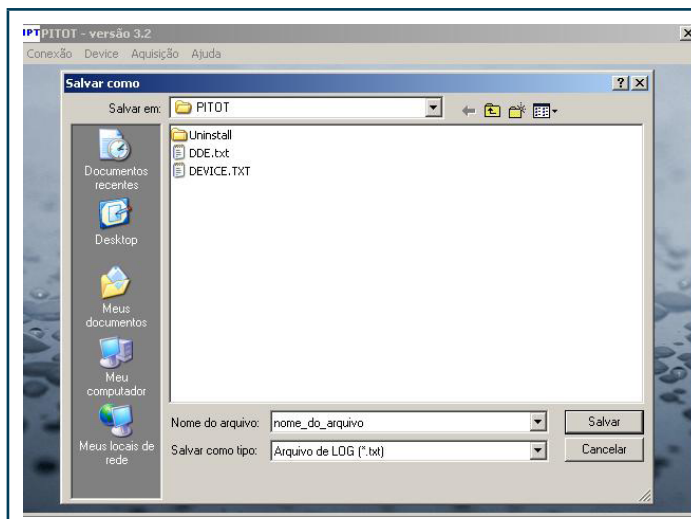 IPT PITOT - versão 3.2
Conexão Device Aquisição Ajuda
Salvar como
Salvar em: PITOT
Uninstall
DDE.txt
DEVICE.TXT
Documentos
recentes
Desktop
Meus
documentos
Meu
computador
Meus locais de
rede
Nome do arquivo: nome_do_arquivo Salvar
Salvar como tipo: Arquivo de LOG (*.txt) Cancelar